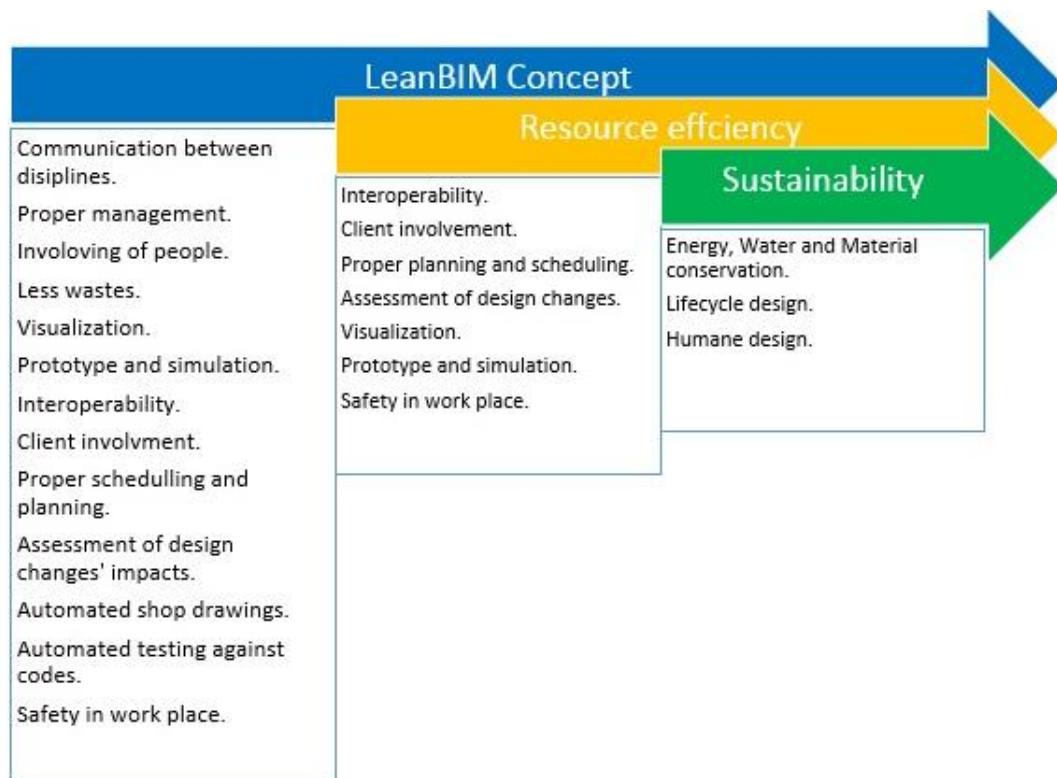 LeanBIM Concept
Resource effciency
Sustainability
Communication between
disiplines.
Proper management.
Involoving of people.
Less wastes.
Visualization.
Prototype and simulation.
Interoperability.
Client involvment.
Proper schedulling and
planning.
Assessment of design
changes' impacts.
Automated shop drawings.
Automated testing against
codes.
Safety in work place.
Interoperability.
Client involvement.
Proper planning and scheduling.
Assessment of design changes.
Visualization.
Prototype and simulation.
Safety in work place.
Energy, Water and Material
conservation.
Lifecycle design.
Humane design.